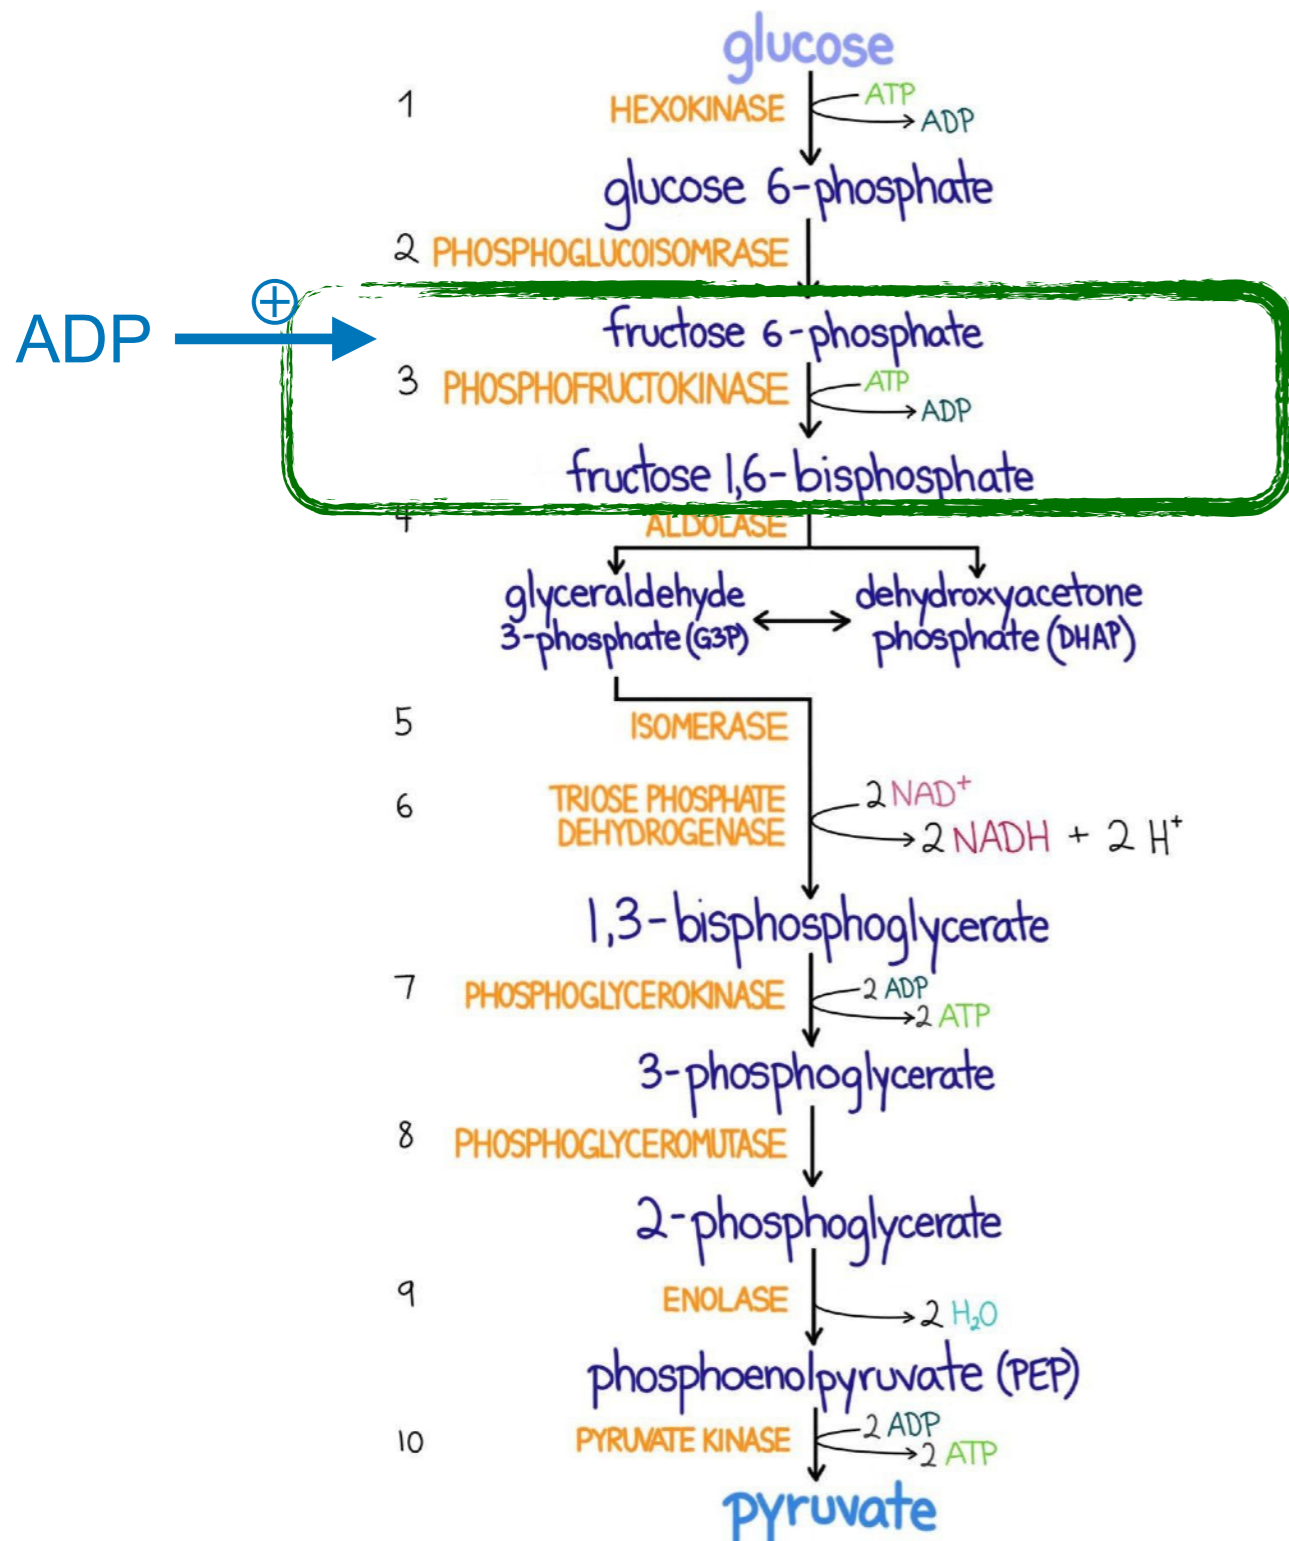 glucose
1 HEXOKINASE ATP
ADP
glucose 6-phosphate
2 PHOSPHOGLUCOISOMRASE
+
ADP
fructose 6-phosphate
3 PHOSPHOFRUCTOKINASE ATP
ADP
fructose 1,6-bisphosphate
4 ALDOLASE
glyceraldehyde
3-phosphate (G3P)
dehydroxyacetone
phosphate (DHAP)
5 ISOMERASE
6 TRIOSE PHOSPHATE
DEHYDROGENASE
2 NAD⁺
2 NADH + 2 H⁺
1,3-bisphosphoglycerate
7 PHOSPHOGLYCEROKINASE 2 ADP
2 ATP
3-phosphoglycerate
8 PHOSPHOGLYCEROMUTASE
2-phosphoglycerate
9 ENOLASE 2 H₂O
phosphoenolpyruvate (PEP)
10 PYRUVATE KINASE 2 ADP
2 ATP
pyruvate